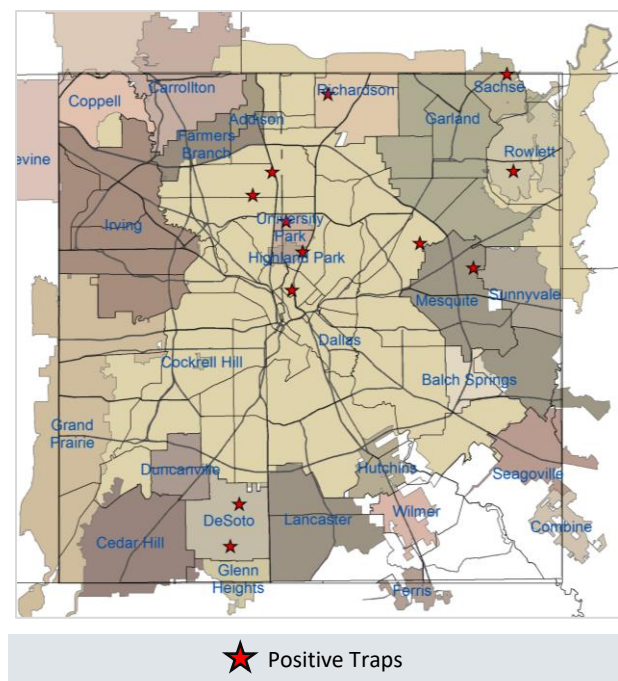 Coppell
Carrollton
Richardson
Sachse
Addison
Garland
Farmers
Branch
Rowlett
evine
University
Park
Irving
Highland Park
Mesquite
Sunnyvale
Dallas
Cockrell Hill
Balch Springs
Grand
Prairie
Duncanville
Hutchins
Seagoville
DeSoto
Lancaster
Wilmer
Combine
Cedar Hill
Glenn
Heights
Ferris
Positive Traps